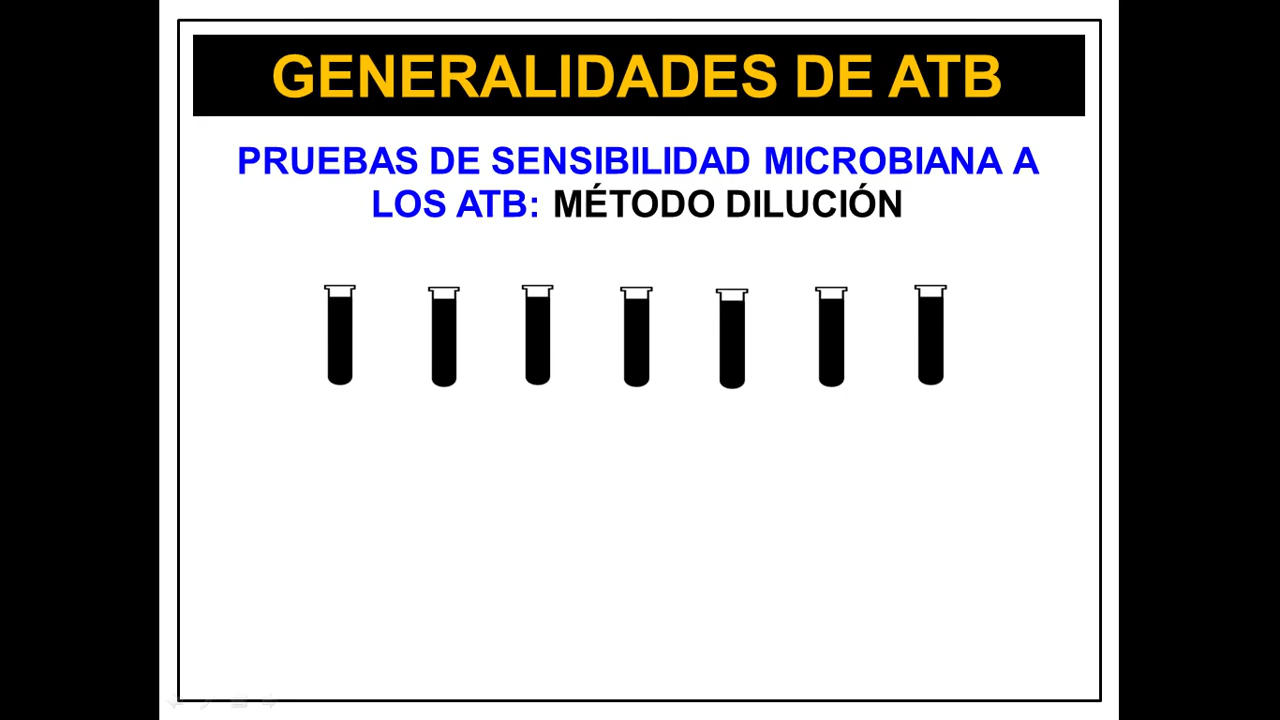 GENERALIDADES DE ATB
PRUEBAS DE SENSIBILIDAD MICROBIANA A
LOS ATB: MÉTODO DILUCIÓN